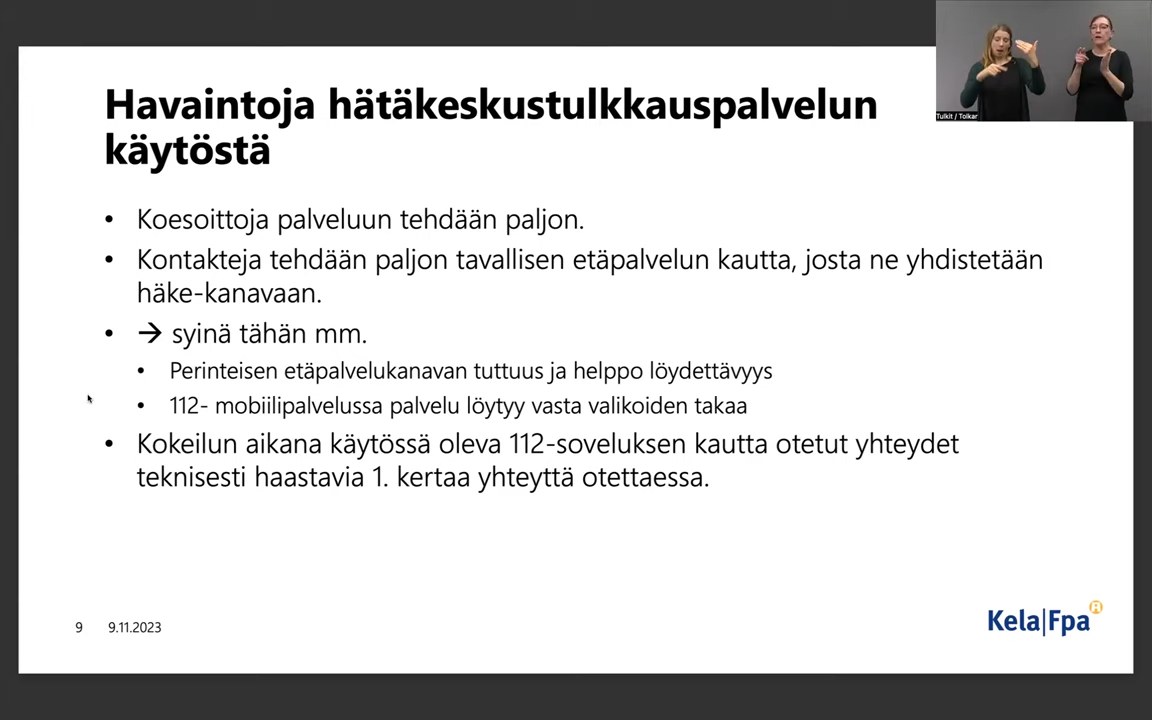 Tulkit / Tolkar
Havaintoja hätäkeskustulkkauspalvelun
käytöstä
• Koesoittoja palveluun tehdään paljon.
• Kontakteja tehdään paljon tavallisen etäpalvelun kautta, josta ne yhdistetään
häke-kanavaan.
• → syinä tähän mm.
• Perinteisen etäpalvelukanavan tuttuus ja helppo löydettävyys
• 112- mobiilipalvelussa palvelu löytyy vasta valikoiden takaa
• Kokeilun aikana käytössä oleva 112-soveluksen kautta otetut yhteydet
teknisesti haastavia 1. kertaa yhteyttä otettaessa.
9 9.11.2023
Kela|Fpa